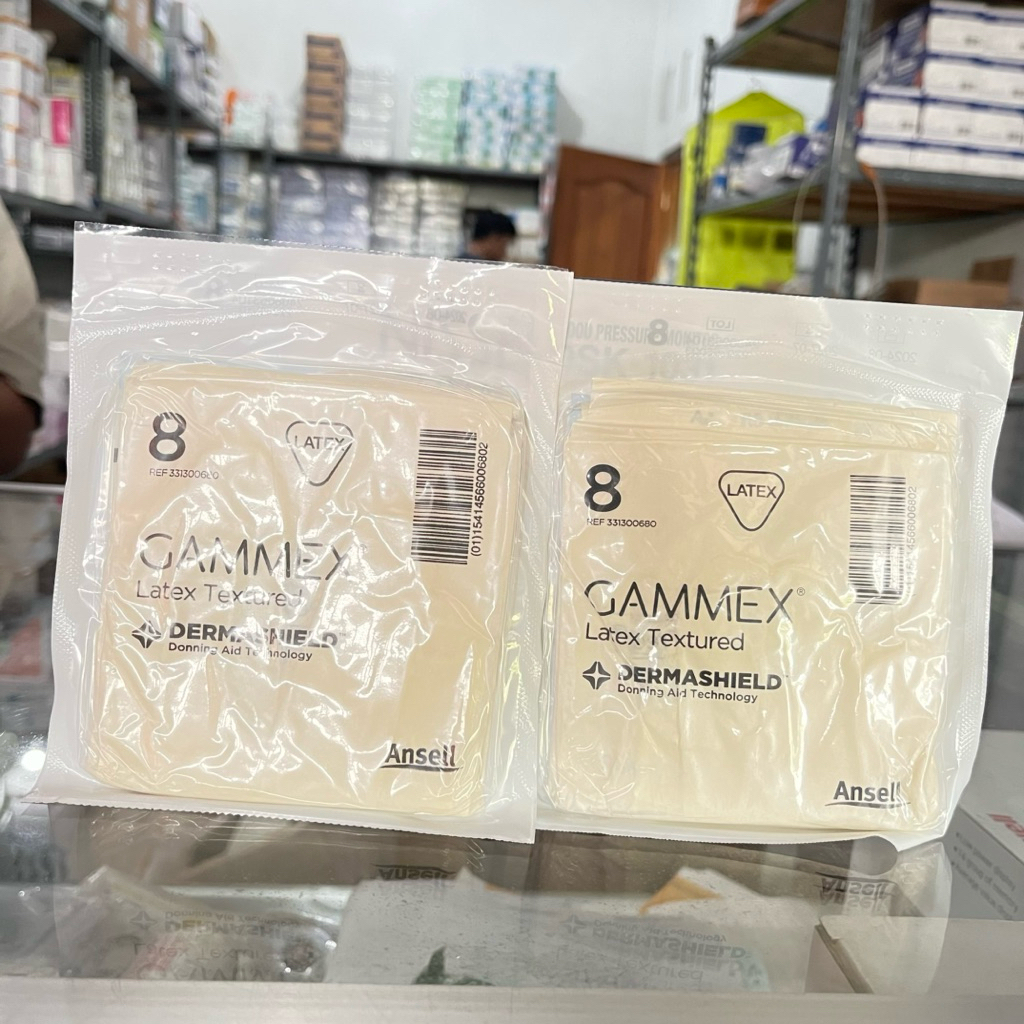 8
REF 331300680
LATEX
(01)15414566006802
GAMMEX
Latex Textured
DERMASHIELD
Donning Aid Technology
Ansell
8
REF 331300680
LATEX
GAMMEX®
Latex Textured
DERMASHIELD
Donning Aid Technology
Ansell